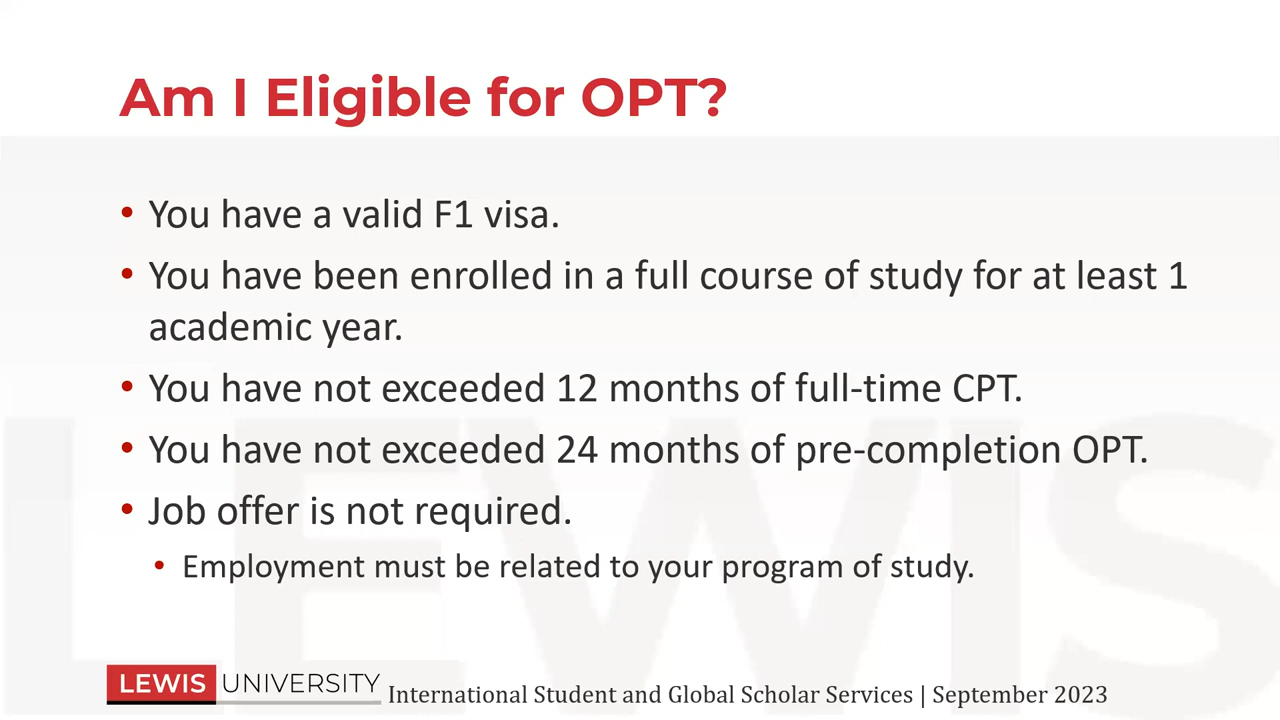 Am I Eligible for OPT?
• You have a valid F1 visa.
• You have been enrolled in a full course of study for at least 1
academic year.
• You have not exceeded 12 months of full-time CPT.
• You have not exceeded 24 months of pre-completion OPT.
• Job offer is not required.
• Employment must be related to your program of study.
LEWIS
LEWIS UNIVERSITY International Student and Global Scholar Services | September 2023